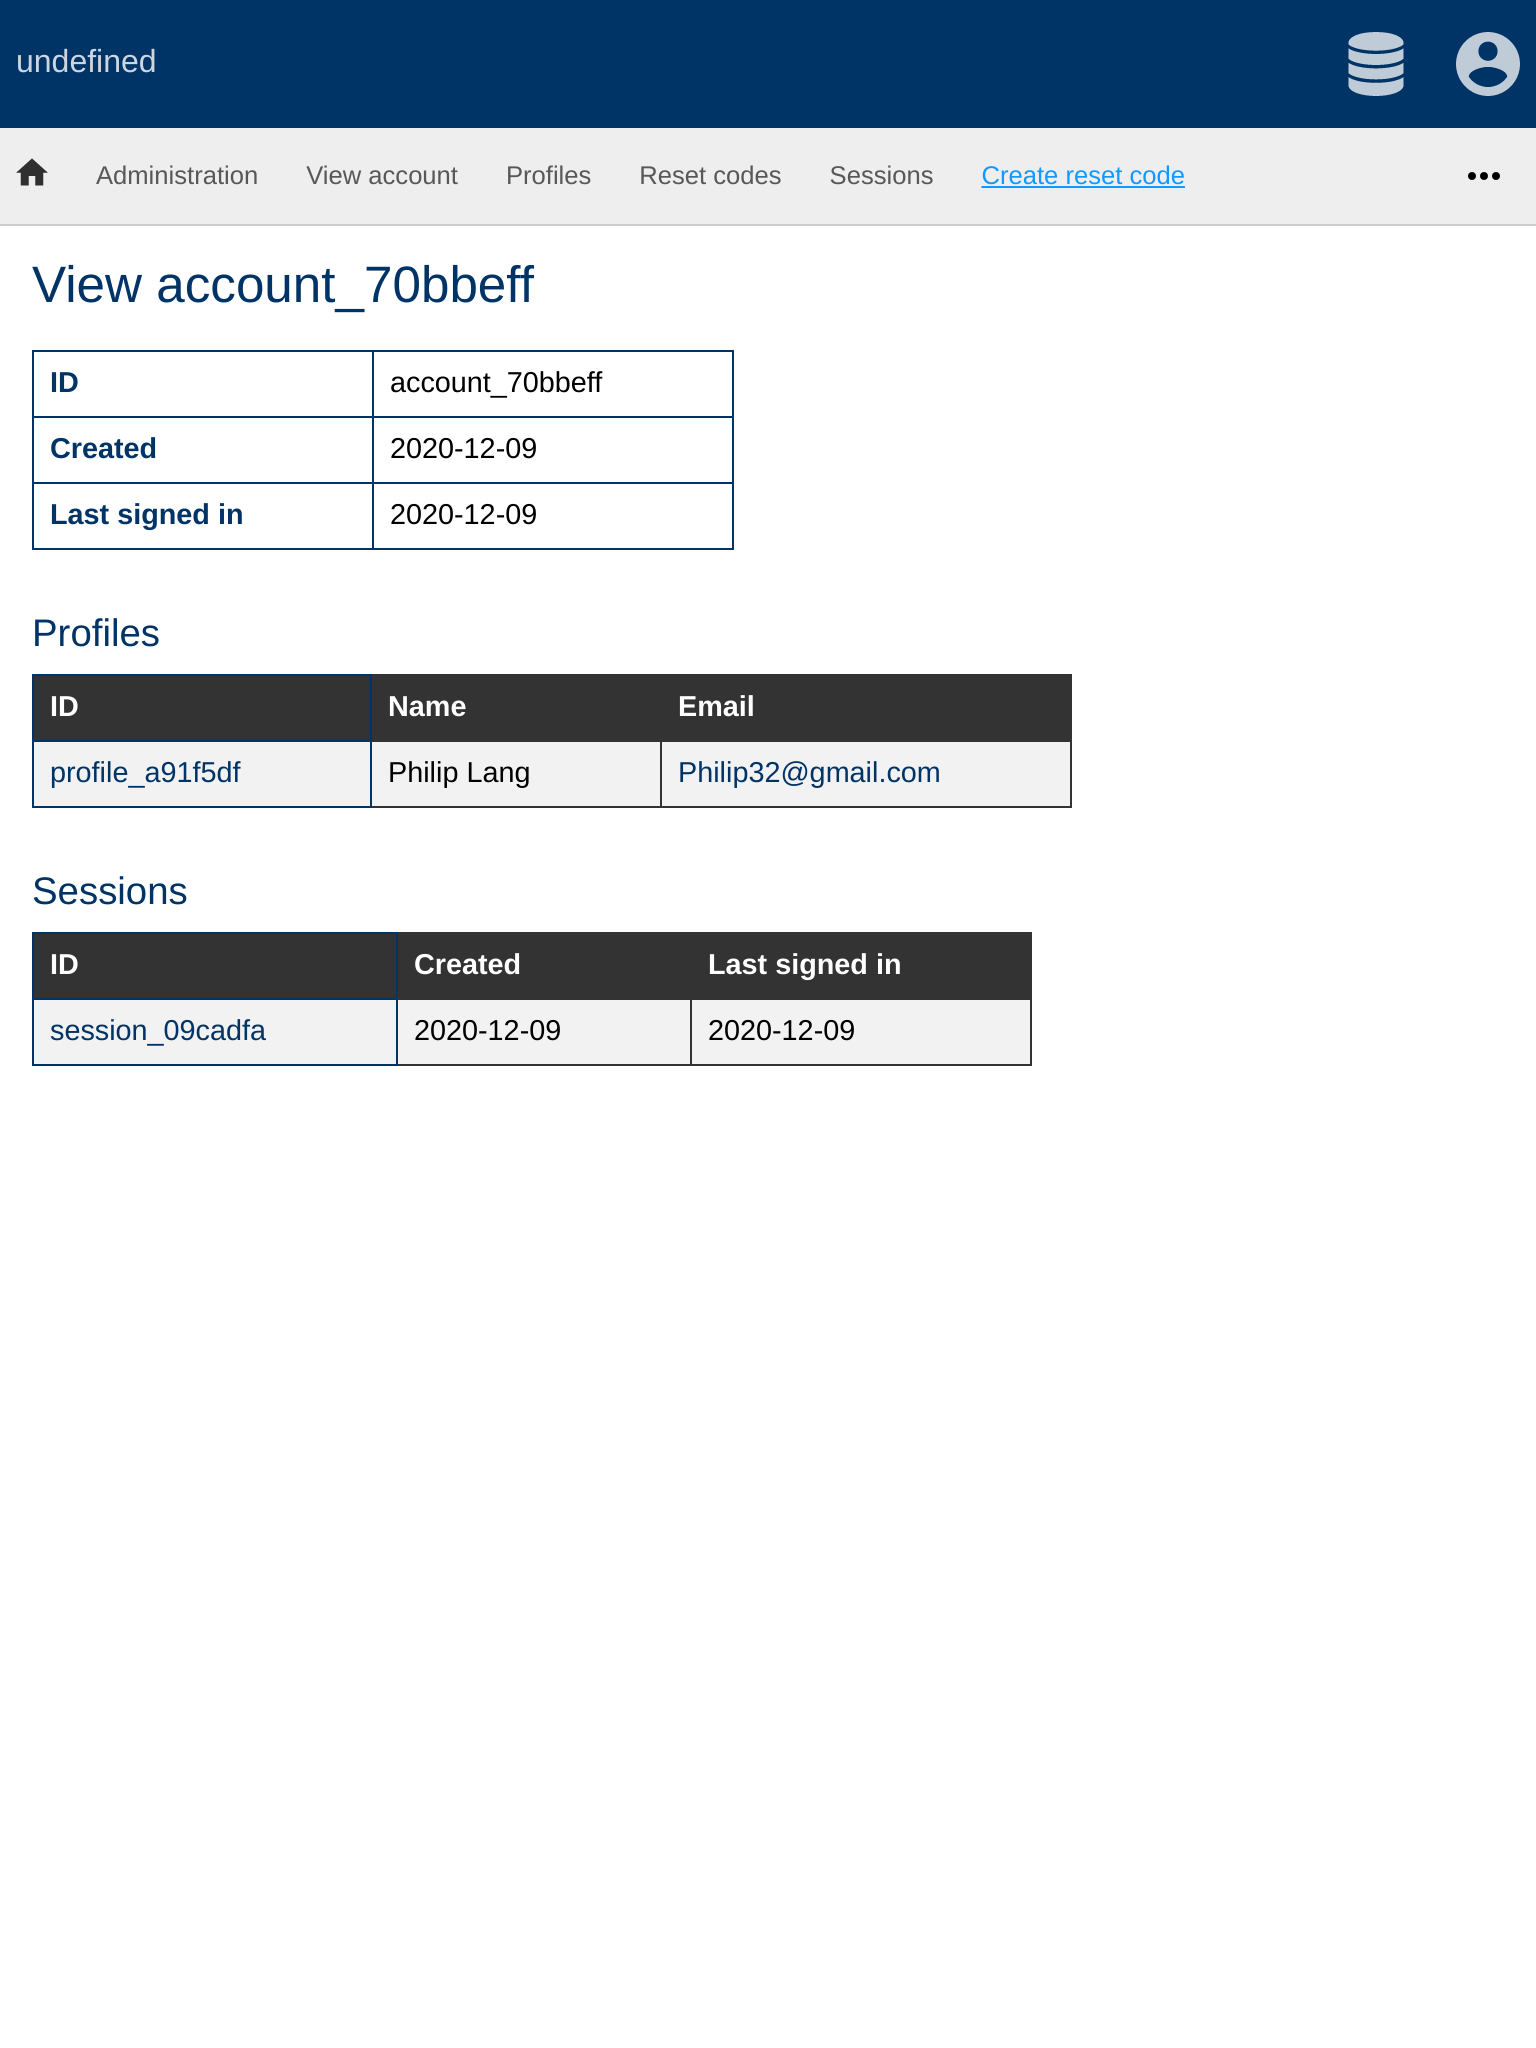 undefined
Administration View account Profiles Reset codes Sessions Create reset code
View account_70bbeff
ID account_70bbeff
Created 2020-12-09
Last signed in 2020-12-09
Profiles
ID Name Email
profile_a91f5df Philip Lang Philip32@gmail.com
Sessions
ID Created Last signed in
session_09cadfa 2020-12-09 2020-12-09